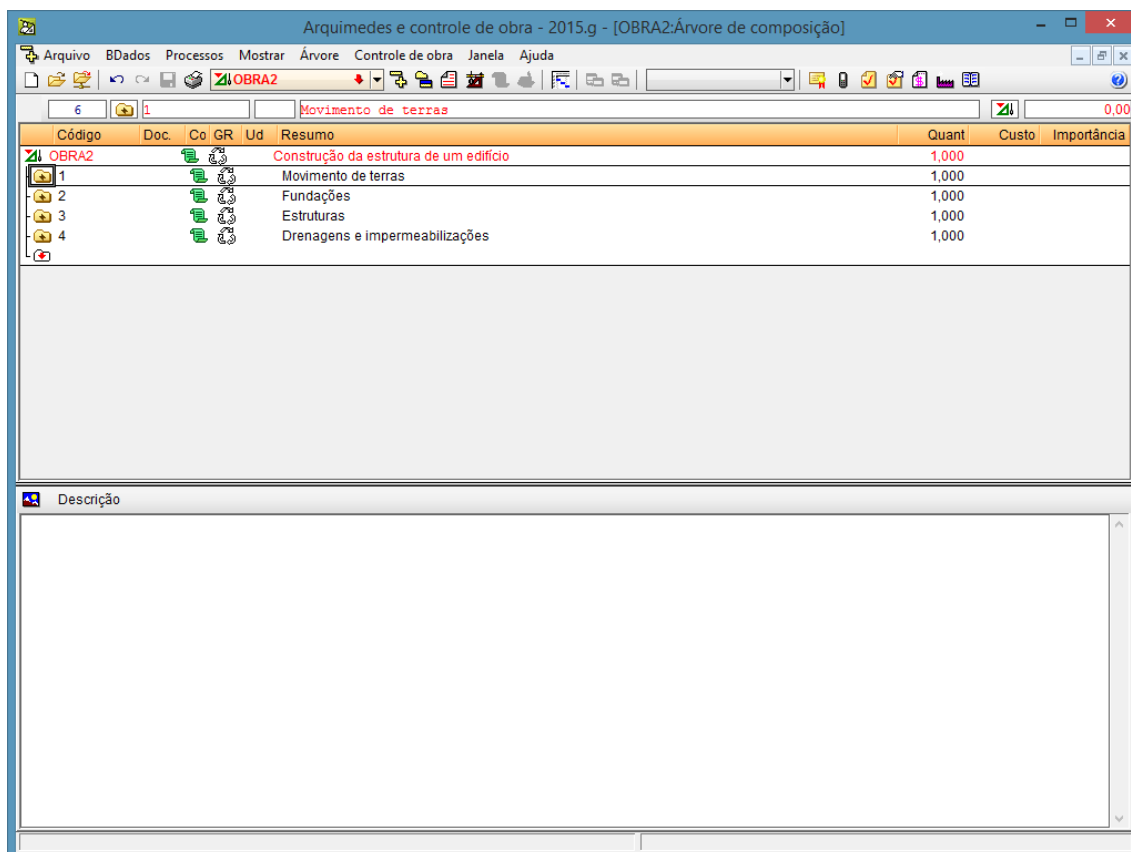 Arquimedes e controle de obra - 2015.g - [OBRA2:Árvore de composição]
Arquivo BDados Processos Mostrar Árvore Controle de obra Janela Ajuda
OBRA2
6 1 Movimento de terras 0,00
Código Doc. Co GR Ud Resumo Quant Custo Importância
OBRA2 Construção da estrutura de um edifício 1,000
1 Movimento de terras 1,000
2 Fundações 1,000
3 Estruturas 1,000
4 Drenagens e impermeabilizações 1,000
Descrição